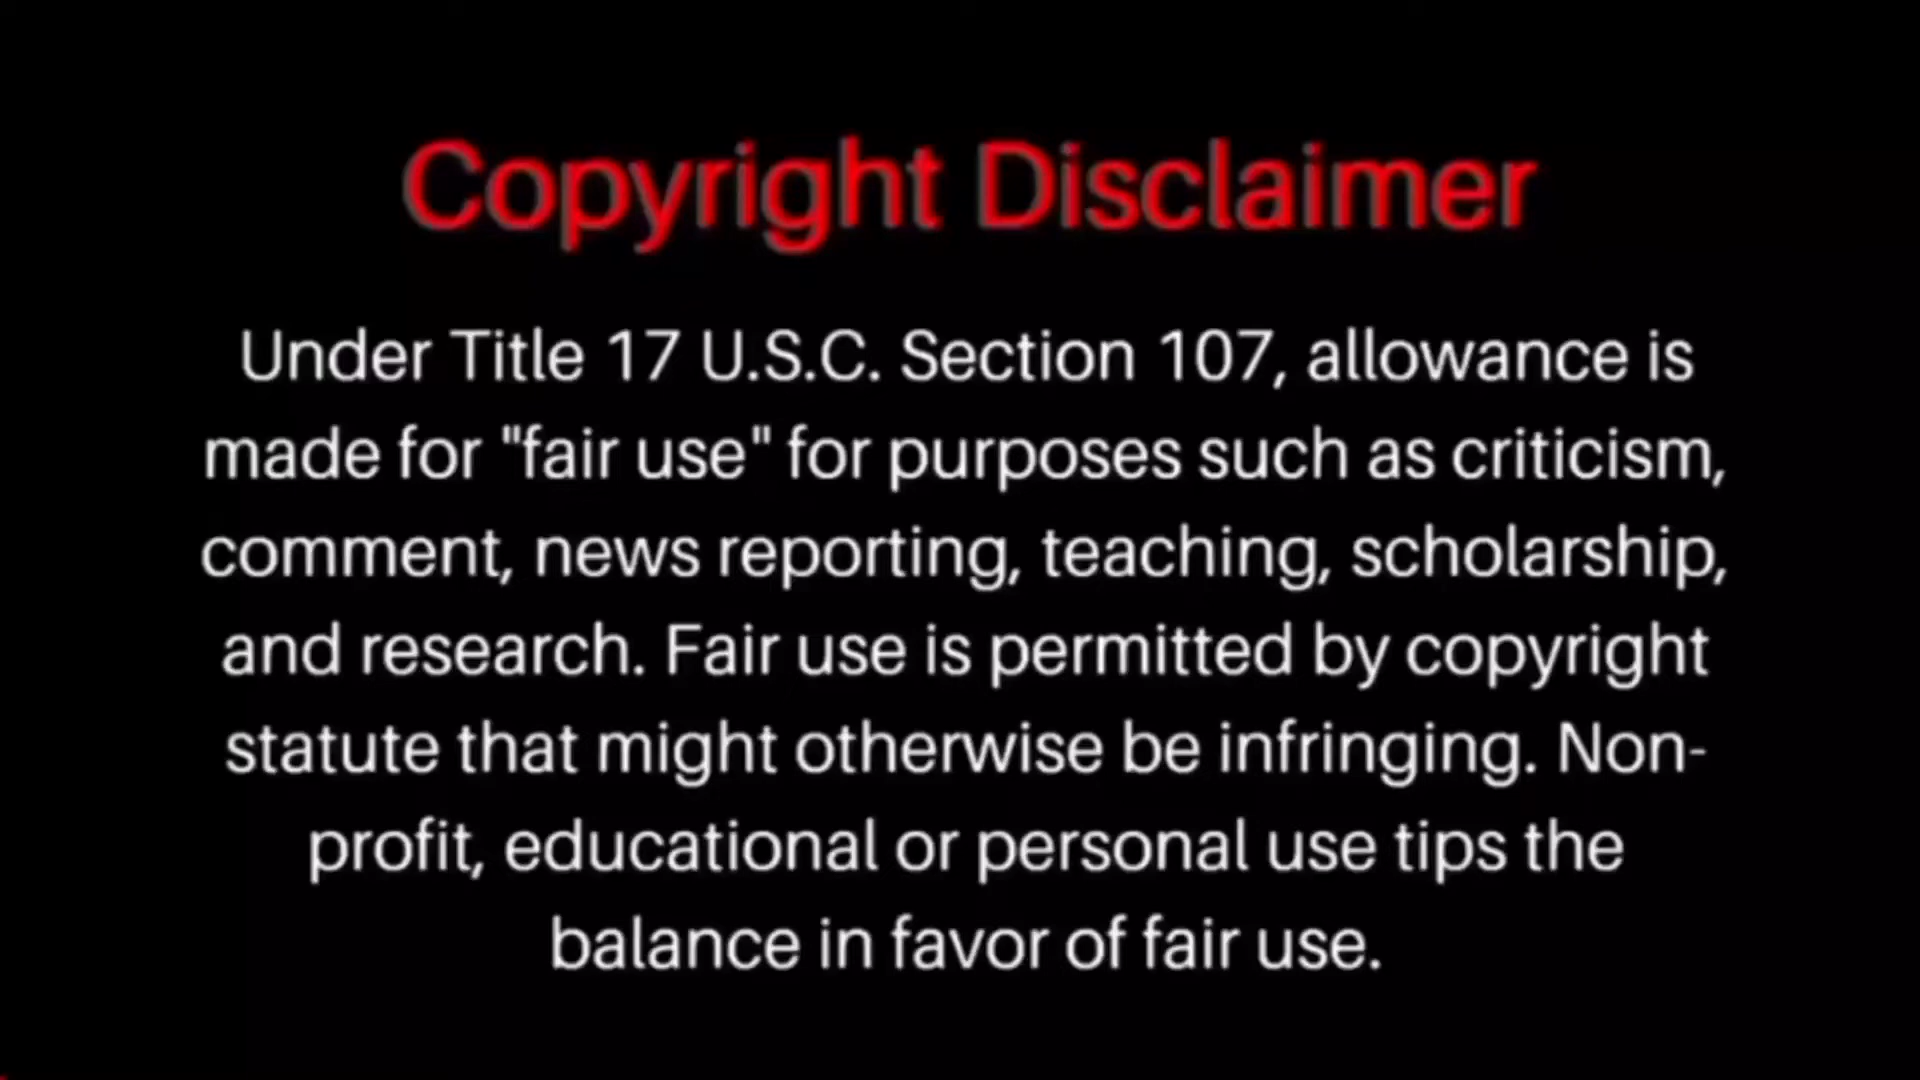 Copyright Disclaimer
Under Title 17 U.S.C. Section 107, allowance is
made for "fair use" for purposes such as criticism,
comment, news reporting, teaching, scholarship,
and research. Fair use is permitted by copyright
statute that might otherwise be infringing. Non-
profit, educational or personal use tips the
balance in favor of fair use.